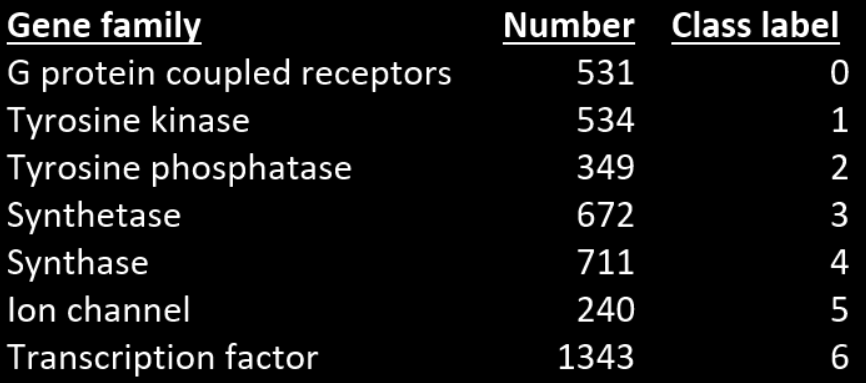 Gene family Number Class label
G protein coupled receptors 531 0
Tyrosine kinase 534 1
Tyrosine phosphatase 349 2
Synthetase 672 3
Synthase 711 4
Ion channel 240 5
Transcription factor 1343 6